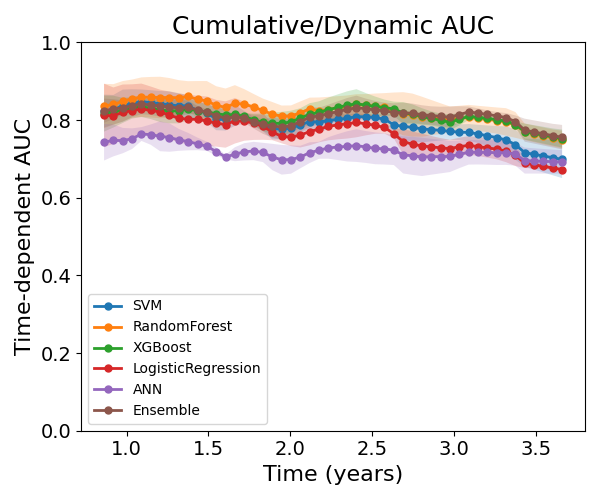 Cumulative/Dynamic AUC
Time-dependent AUC
1.0
0.8
0.6
0.4
0.2
0.0
SVM
RandomForest
XGBoost
LogisticRegression
ANN
Ensemble
1.0 1.5 2.0 2.5 3.0 3.5
Time (years)